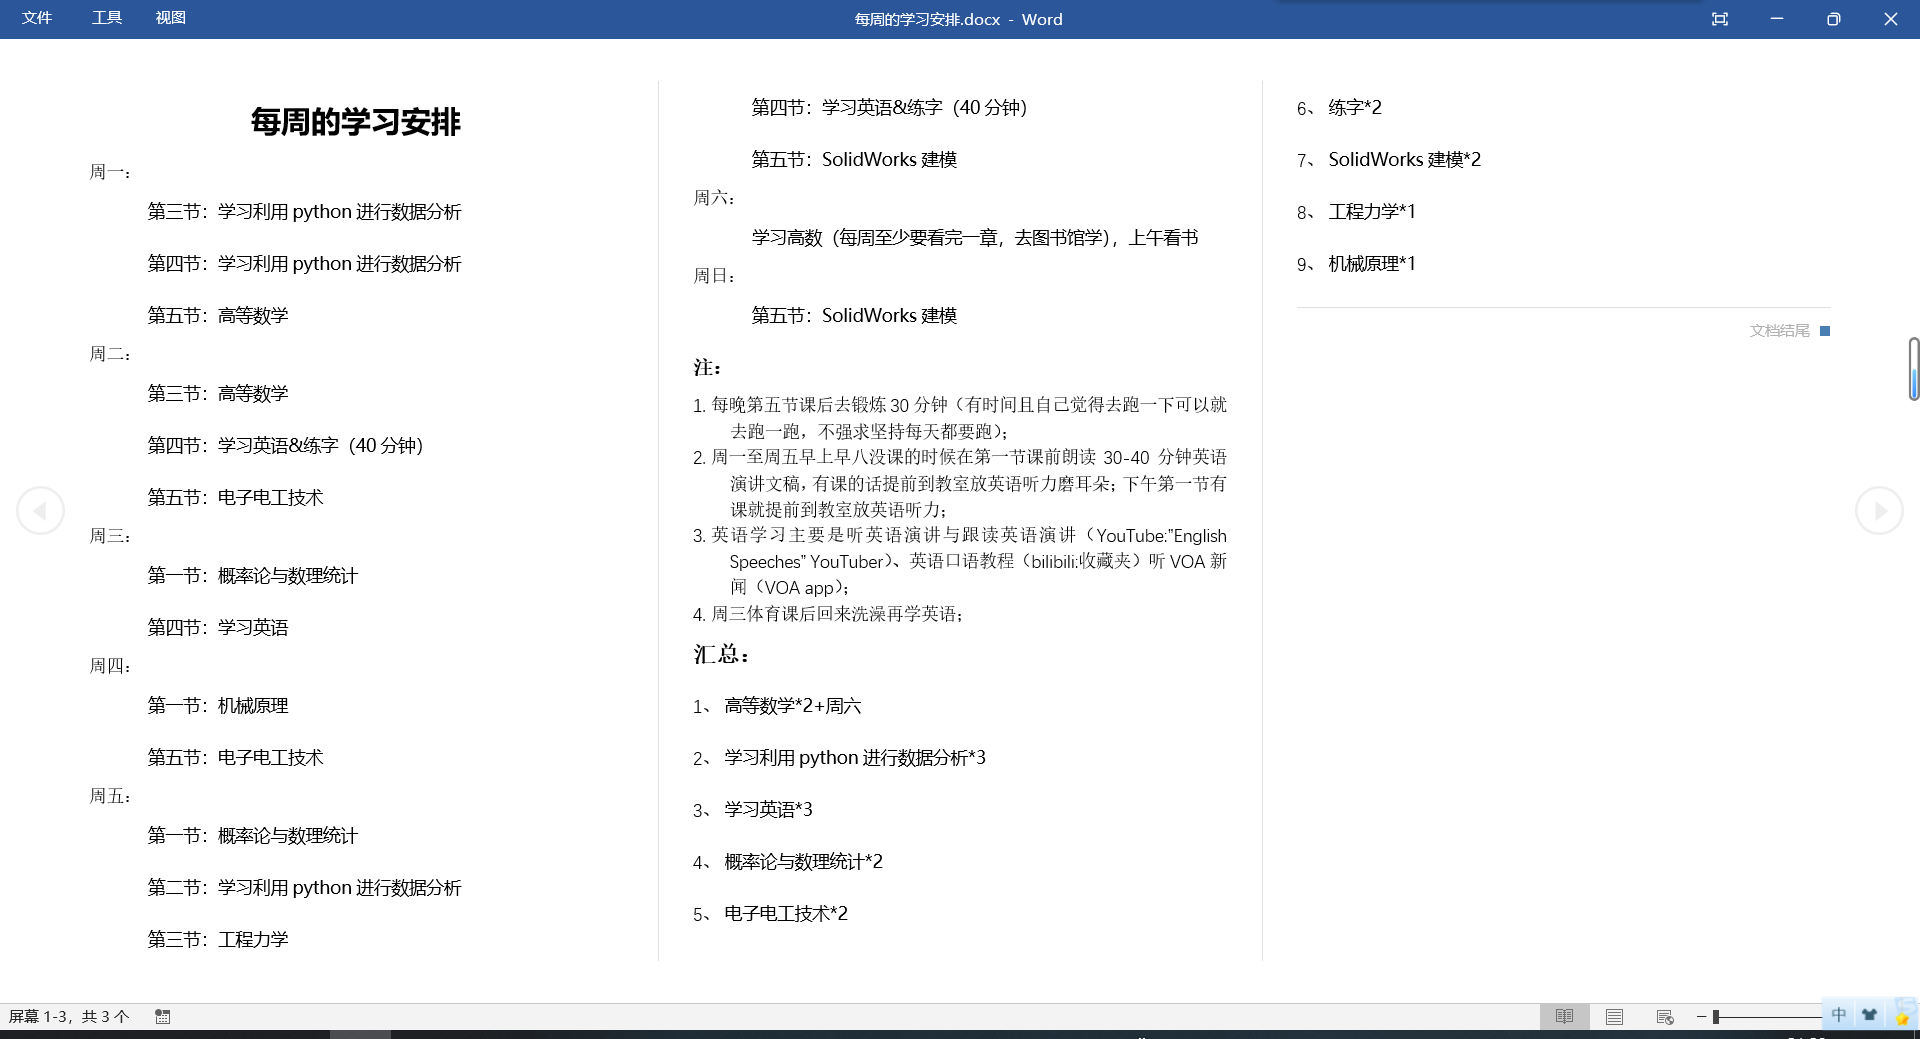 文件 工具 视图
每周的学习安排.docx - Word
每周的学习安排
周一：
第三节：学习利用 python 进行数据分析
第四节：学习利用 python 进行数据分析
第五节：高等数学
周二：
第三节：高等数学
第四节：学习英语&练字（40 分钟）
第五节：电子电工技术
周三：
第一节：概率论与数理统计
第四节：学习英语
周四：
第一节：机械原理
第五节：电子电工技术
周五：
第一节：概率论与数理统计
第二节：学习利用 python 进行数据分析
第三节：工程力学
第四节：学习英语&练字（40 分钟）
第五节：SolidWorks 建模
周六：
学习高数（每周至少要看完一章，去图书馆学），上午看书
周日：
第五节：SolidWorks 建模
注：
1. 每晚第五节课后去锻炼 30 分钟（有时间且自己觉得去跑一下可以就
去跑一跑，不强求坚持每天都要跑）；
2. 周一至周五早上早八没课的时候在第一节课前朗读 30-40 分钟英语
演讲文稿，有课的话提前到教室放英语听力磨耳朵；下午第一节有
课就提前到教室放英语听力；
3. 英语学习主要是听英语演讲与跟读英语演讲（YouTube:”English
Speeches” YouTuber）、英语口语教程（bilibili:收藏夹）听 VOA 新
闻（VOA app）；
4. 周三体育课后回来洗澡再学英语；
汇总：
1、 高等数学*2+周六
2、 学习利用 python 进行数据分析*3
3、 学习英语*3
4、 概率论与数理统计*2
5、 电子电工技术*2
6、 练字*2
7、 SolidWorks 建模*2
8、 工程力学*1
9、 机械原理*1
文档结尾
屏幕 1-3，共 3 个
中